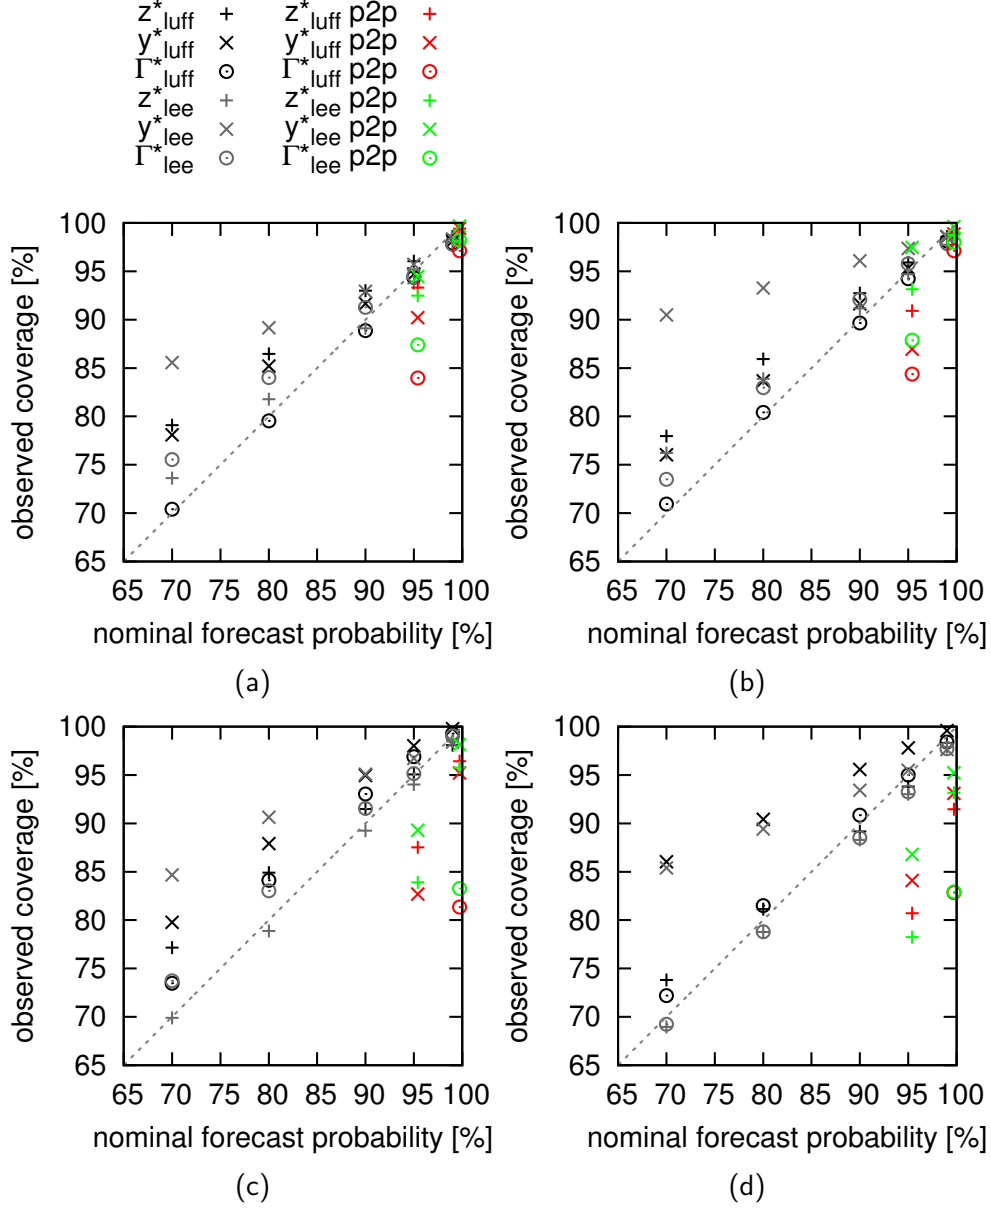 z*luff + z*luff p2p +
y*luff × y*luff p2p ×
Γ*luff ⊙ Γ*luff p2p ⊙
z*lee + z*lee p2p +
y*lee × y*lee p2p ×
Γ*lee ⊙ Γ*lee p2p ⊙
observed coverage [%]
100
95
90
85
80
75
70
65
65 70 75 80 85 90 95 100
nominal forecast probability [%]
(a)
observed coverage [%]
100
95
90
85
80
75
70
65
65 70 75 80 85 90 95 100
nominal forecast probability [%]
(b)
observed coverage [%]
100
95
90
85
80
75
70
65
65 70 75 80 85 90 95 100
nominal forecast probability [%]
(c)
observed coverage [%]
100
95
90
85
80
75
70
65
65 70 75 80 85 90 95 100
nominal forecast probability [%]
(d)